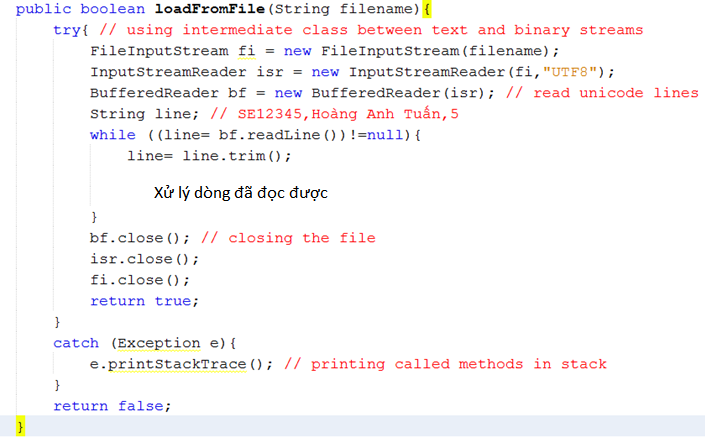 public boolean loadFromFile(String filename){
try{ // using intermediate class between text and binary streams
FileInputStream fi = new FileInputStream(filename);
InputStreamReader isr = new InputStreamReader(fi,"UTF8");
BufferedReader bf = new BufferedReader(isr); // read unicode lines
String line; // SE12345,Hoàng Anh Tuấn,5
while ((line= bf.readLine())!=null){
line= line.trim();
Xử lý dòng đã đọc được
}
bf.close(); // closing the file
isr.close();
fi.close();
return true;
}
catch (Exception e){
e.printStackTrace(); // printing called methods in stack
}
return false;
}